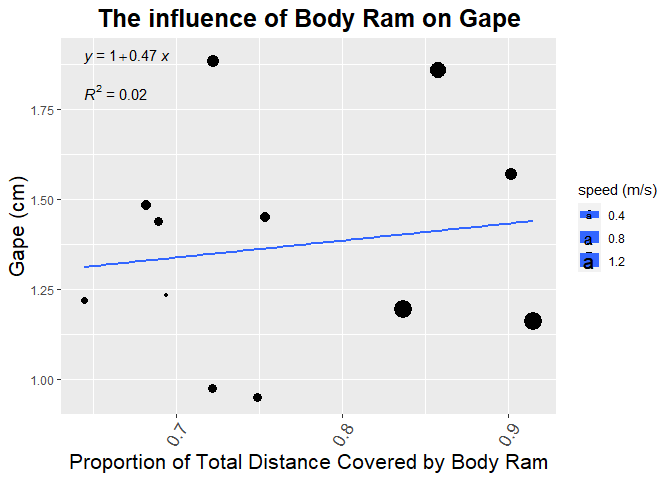 The influence of Body Ram on Gape
y = 1+0.47 x
R² = 0.02
Gape (cm)
1.75
1.50
1.25
1.00
0.7
0.8
0.9
Proportion of Total Distance Covered by Body Ram
speed (m/s)
a 0.4
a 0.8
a 1.2